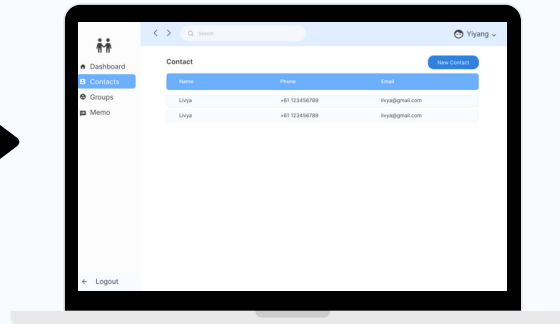 Search
Yiyang
Dashboard
Contacts
Groups
Memo
Logout
Contact
New Contact
Name Phone Email
Livya +61 123456789 livya@gmail.com
Livya +61 123456789 livya@gmail.com